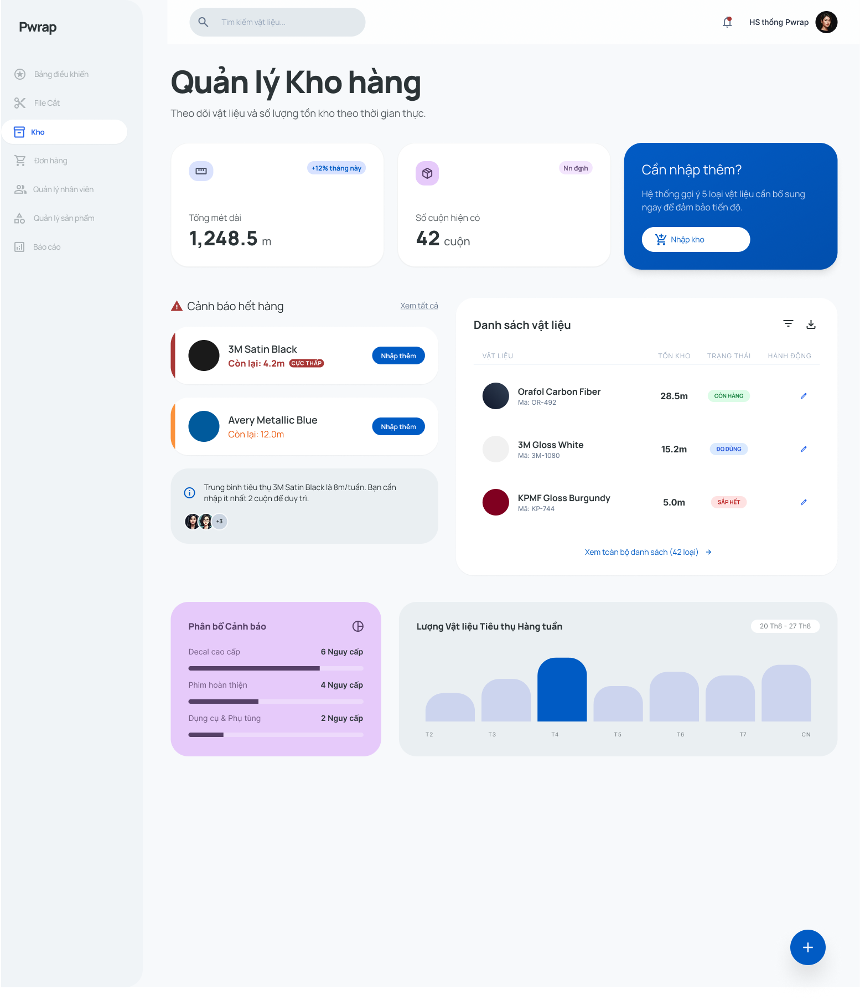 Pwrap
Tìm kiếm vật liệu...
HS thống Pwrap
Bảng điều khiển
FIle Cắt
Kho
Đơn hàng
Quản lý nhân viên
Quản lý sản phẩm
Báo cáo
Quản lý Kho hàng
Theo dõi vật liệu và số lượng tồn kho theo thời gian thực.
+12% tháng này
Tổng mét dài
1,248.5 m
Số cuộn hiện có
42 cuộn
Cần nhập thêm?
Hệ thống gợi ý 5 loại vật liệu cần bổ sung
ngay để đảm bảo tiến độ.
Nhập kho
Cảnh báo hết hàng
Xem tất cả
3M Satin Black
Còn lại: 4.2m CỰC THẤP
Nhập thêm
Avery Metallic Blue
Còn lại: 12.0m
Nhập thêm
Trung bình tiêu thụ 3M Satin Black là 8m/tuần. Bạn cần
nhập ít nhất 2 cuộn để duy trì.
+3
Danh sách vật liệu
VẬT LIỆU TỒN KHO TRẠNG THÁI HÀNH ĐỘNG
Orafol Carbon Fiber
Mã: OR-492
28.5m CÒN HÀNG
3M Gloss White
Mã: 3M-1080
15.2m DÙNG
KPMF Gloss Burgundy
Mã: KP-744
5.0m SẮP HẾT
Xem toàn bộ danh sách (42 loại)
Phân bổ Cảnh báo
Decal cao cấp 6 Nguy cấp
Phim hoàn thiện 4 Nguy cấp
Dụng cụ & Phụ tùng 2 Nguy cấp
Lượng Vật liệu Tiêu thụ Hàng tuần
20 Th8 - 27 Th8
T2 T3 T4 T5 T6 T7 CN